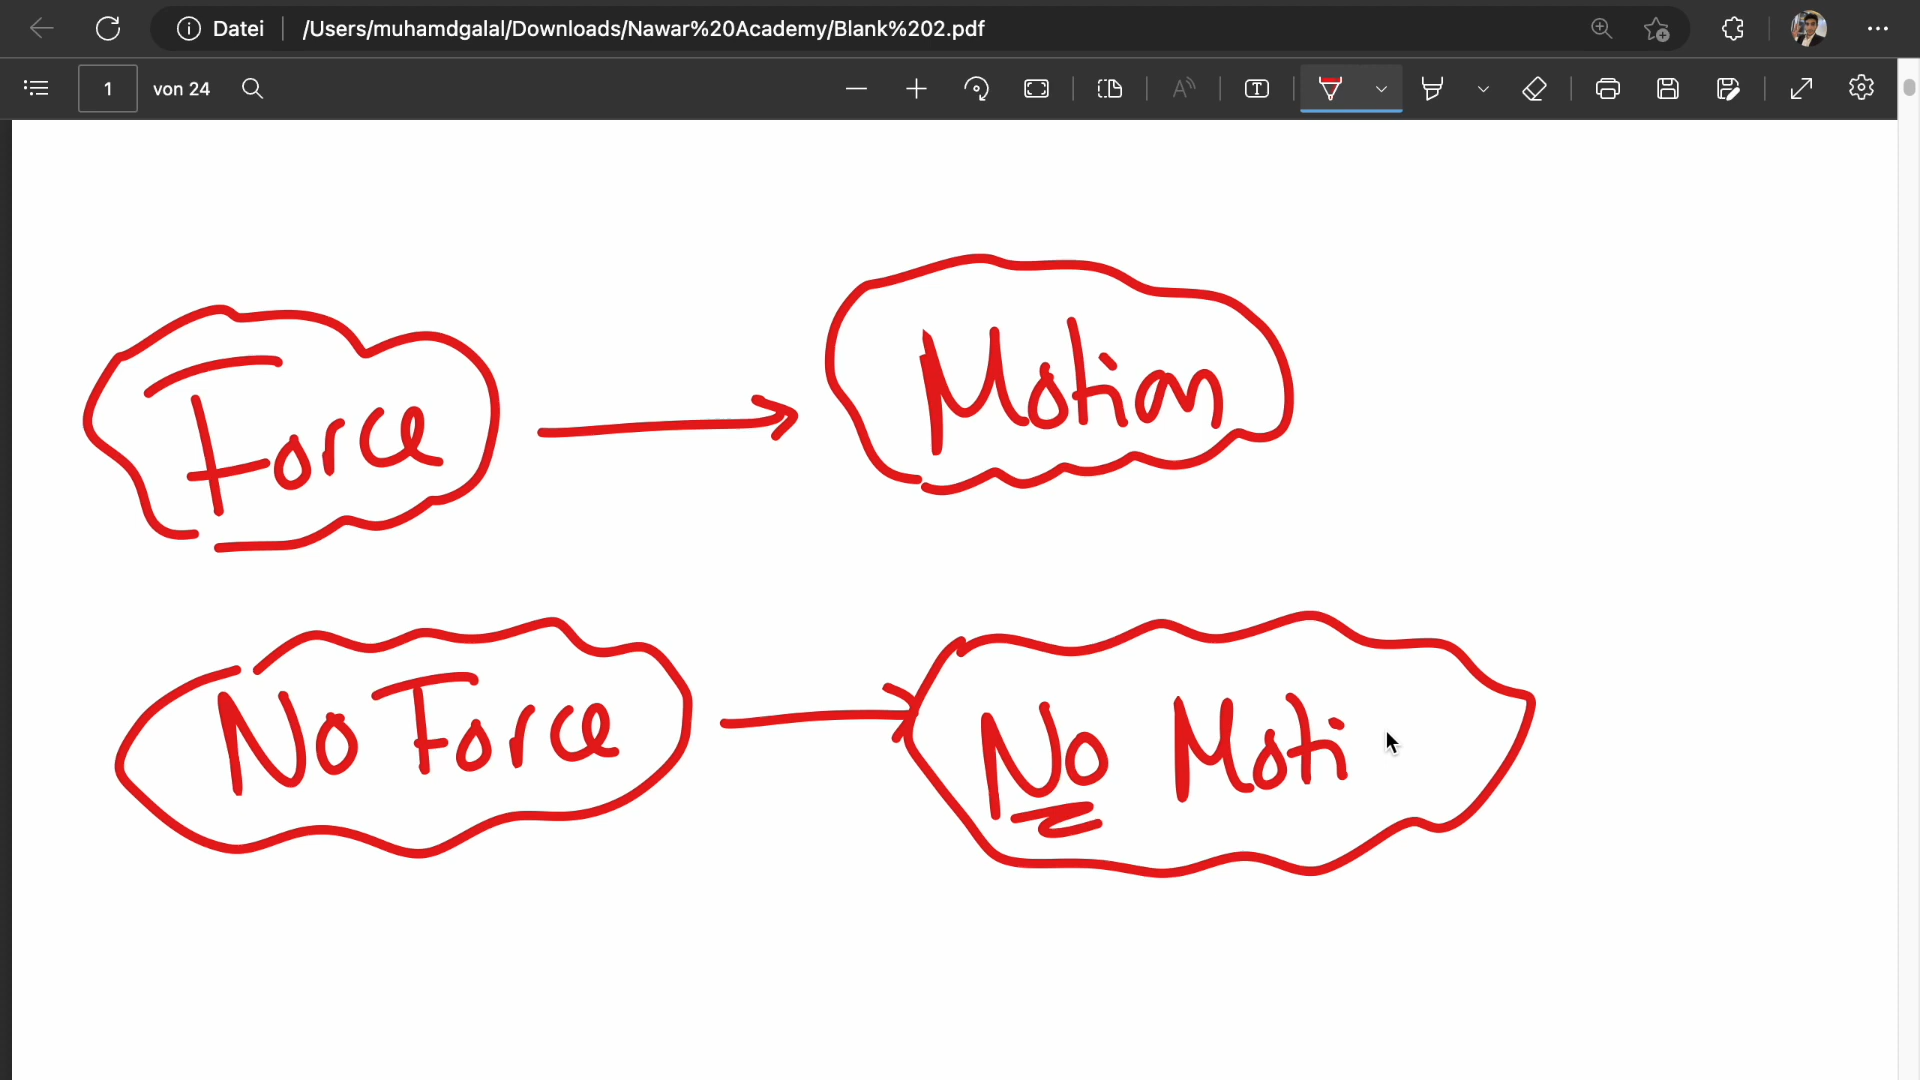 Datei /Users/muhamdgalal/Downloads/Nawar%20Academy/Blank%202.pdf
1 von 24
Force Motion
No Force No Moti